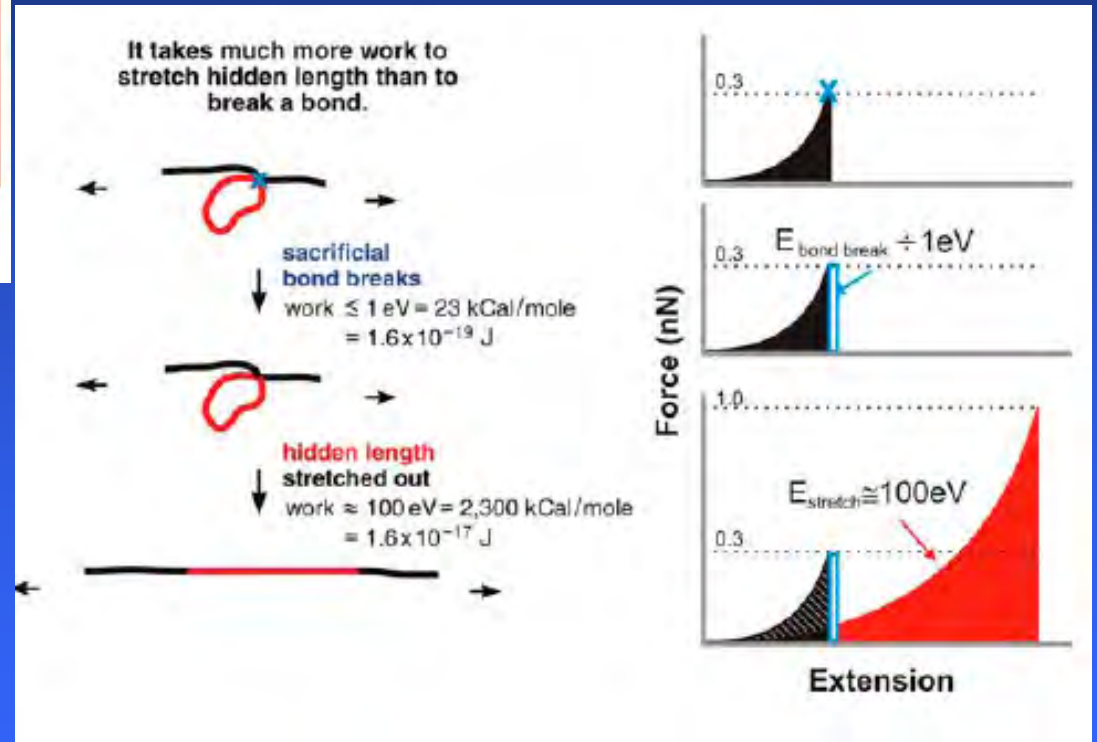 It takes much more work to
stretch hidden length than to
break a bond.
sacrificial
bond breaks
work ≤ 1 eV = 23 kCal/mole
= 1.6x10⁻¹⁹ J
hidden length
stretched out
work ≈ 100 eV = 2,300 kCal/mole
= 1.6x10⁻¹⁷ J
0.3
0.3
E bond break ÷ 1eV
Force (nN)
1.0
E stretch ≅ 100eV
0.3
Extension